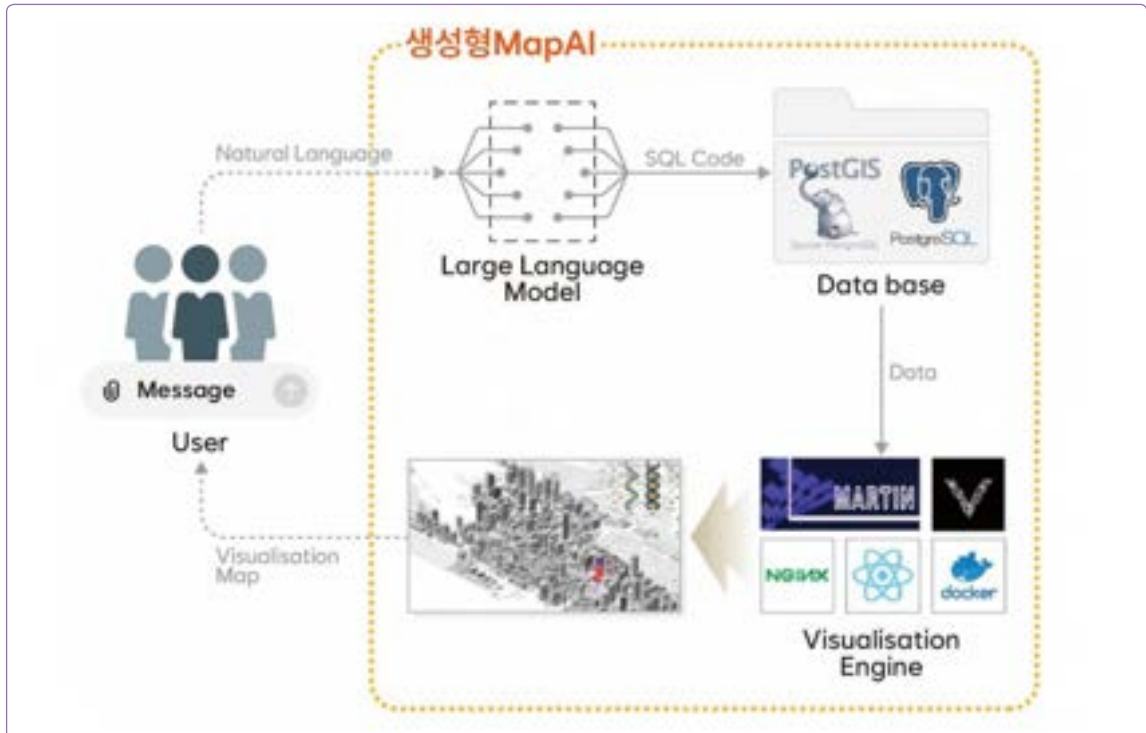 생성형MapAI
Natural Language
SQL Code
PostGIS
PostgreSQL
Large Language
Model
Data base
Data
Message
User
MARTIN
V
NGINX
docker
Visualisation
Map
Visualisation
Engine